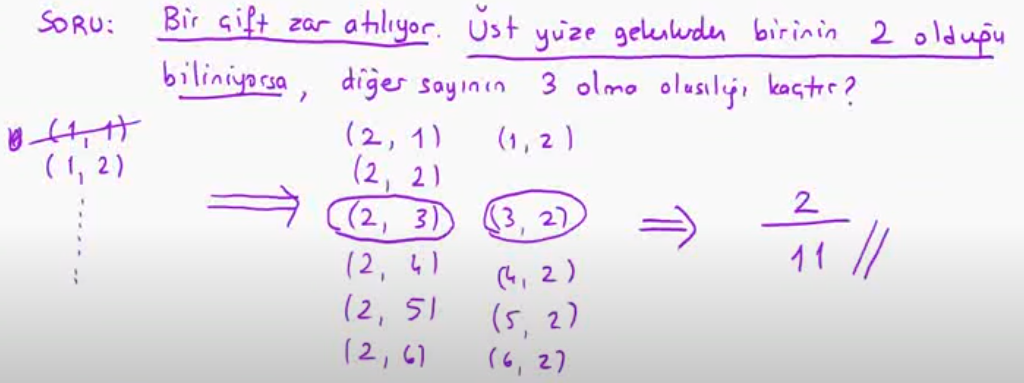 SORU: Bir çift zar atılıyor. Üst yüze gelenlerden birinin 2 olduğu
biliniyorsa, diğer sayının 3 olma olasılığı kaçtır?
(1, 1)
(1, 2)
(2, 1) (1, 2)
(2, 2)
(2, 3) (3, 2)
(2, 4) (4, 2)
(2, 5) (5, 2)
(2, 6) (6, 2)
2
11 //